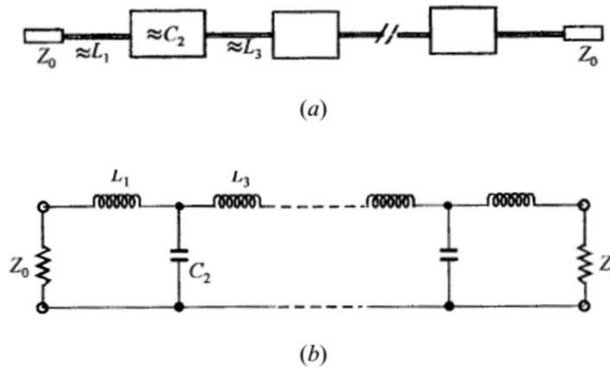 Z₀ ≈L₁ ≈C₂ ≈L₃ Z₀
(a)
L₁ L₃
Z₀ C₂ Z
(b)